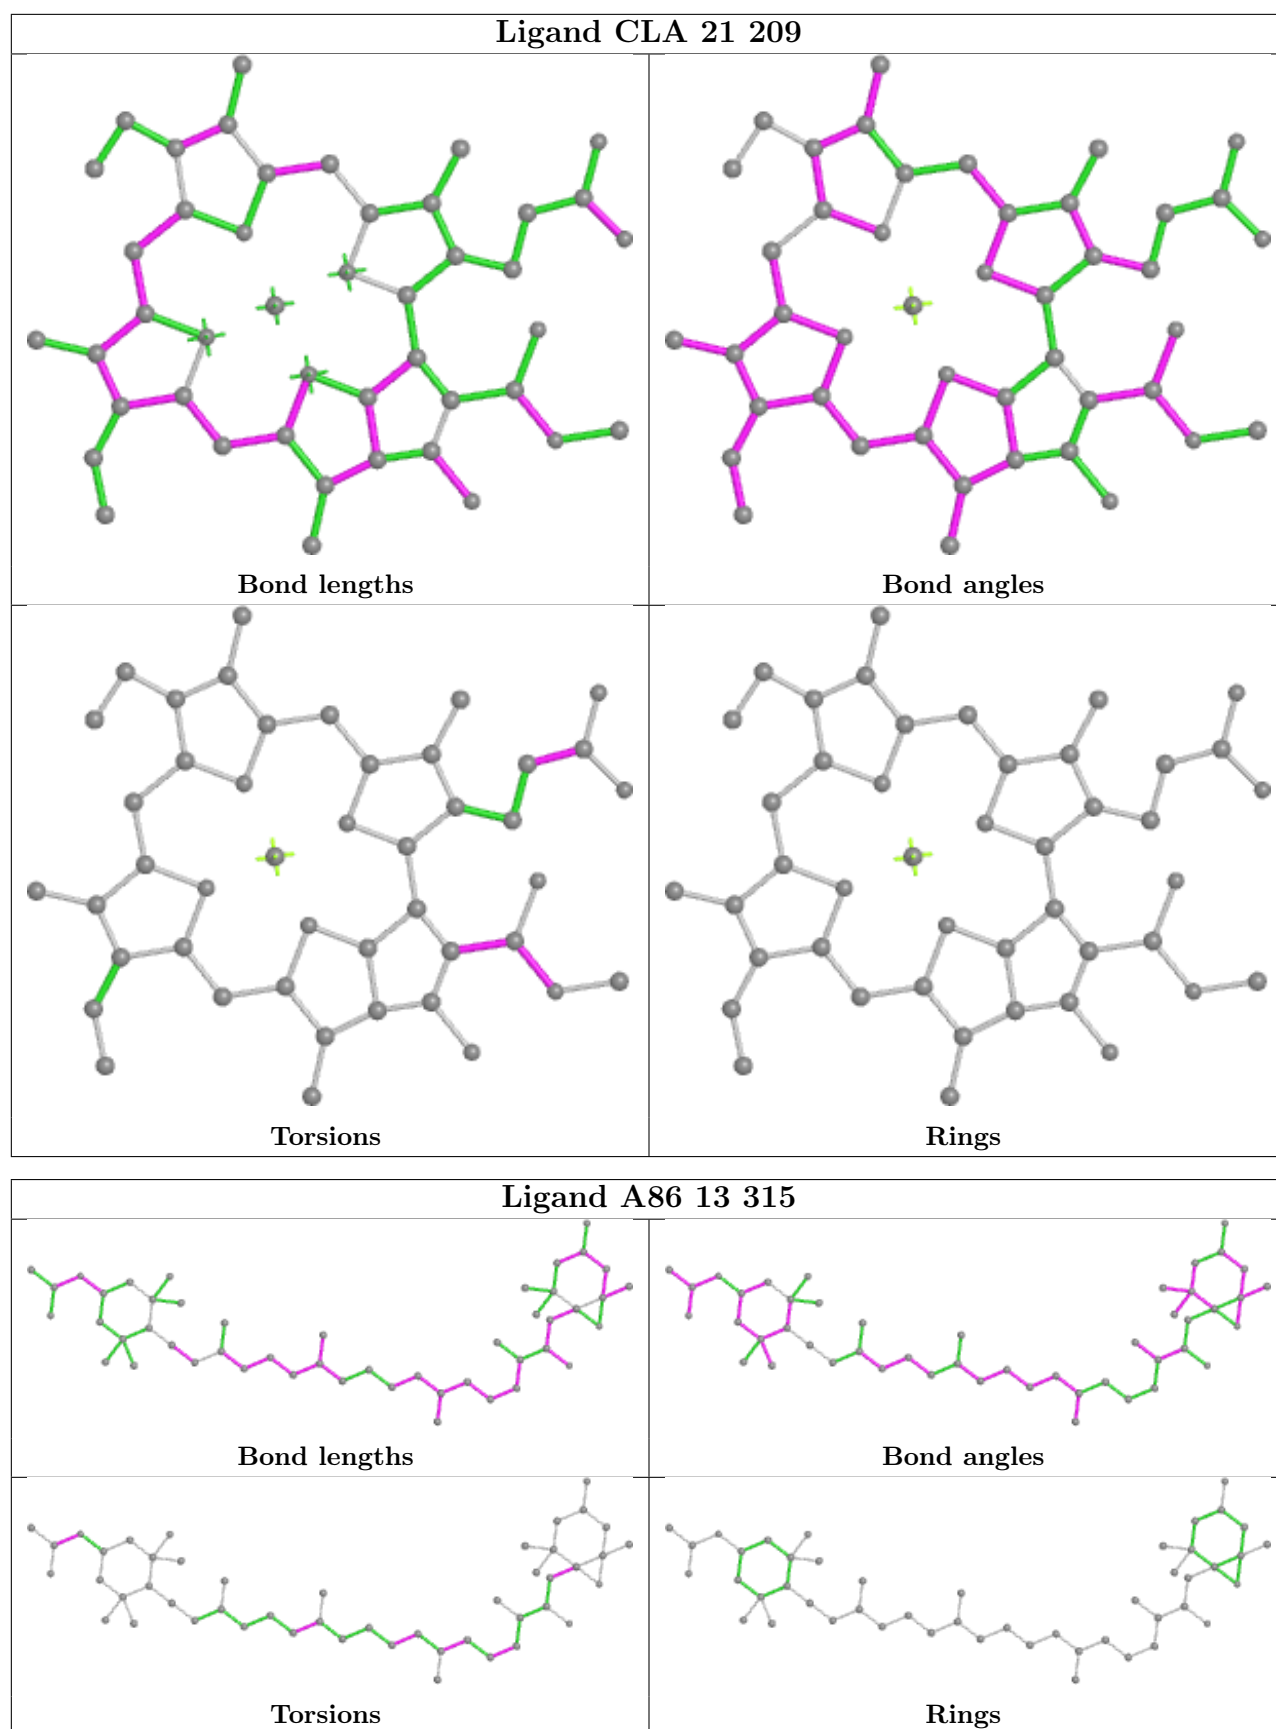 Ligand CLA 21 209
Bond lengths
Bond angles
Torsions
Rings
Ligand A86 13 315
Bond lengths
Bond angles
Torsions
Rings